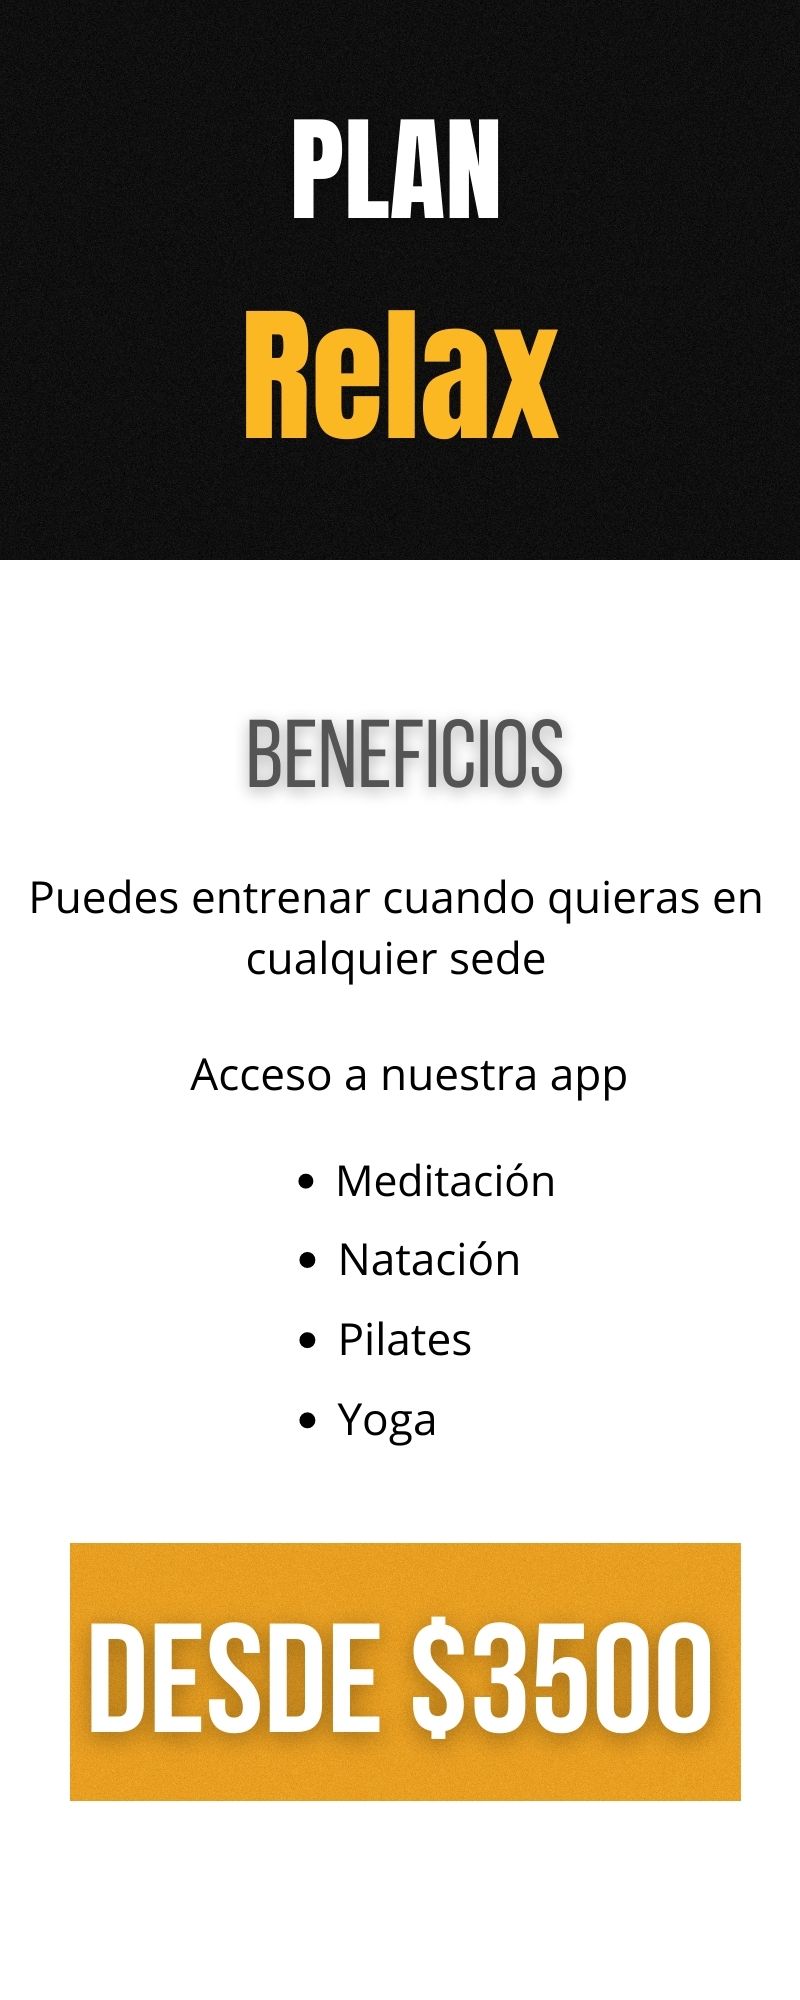 PLAN
Relax
BENEFICIOS
Puedes entrenar cuando quieras en
cualquier sede
Acceso a nuestra app
• Meditación
• Natación
• Pilates
• Yoga
DESDE $3500